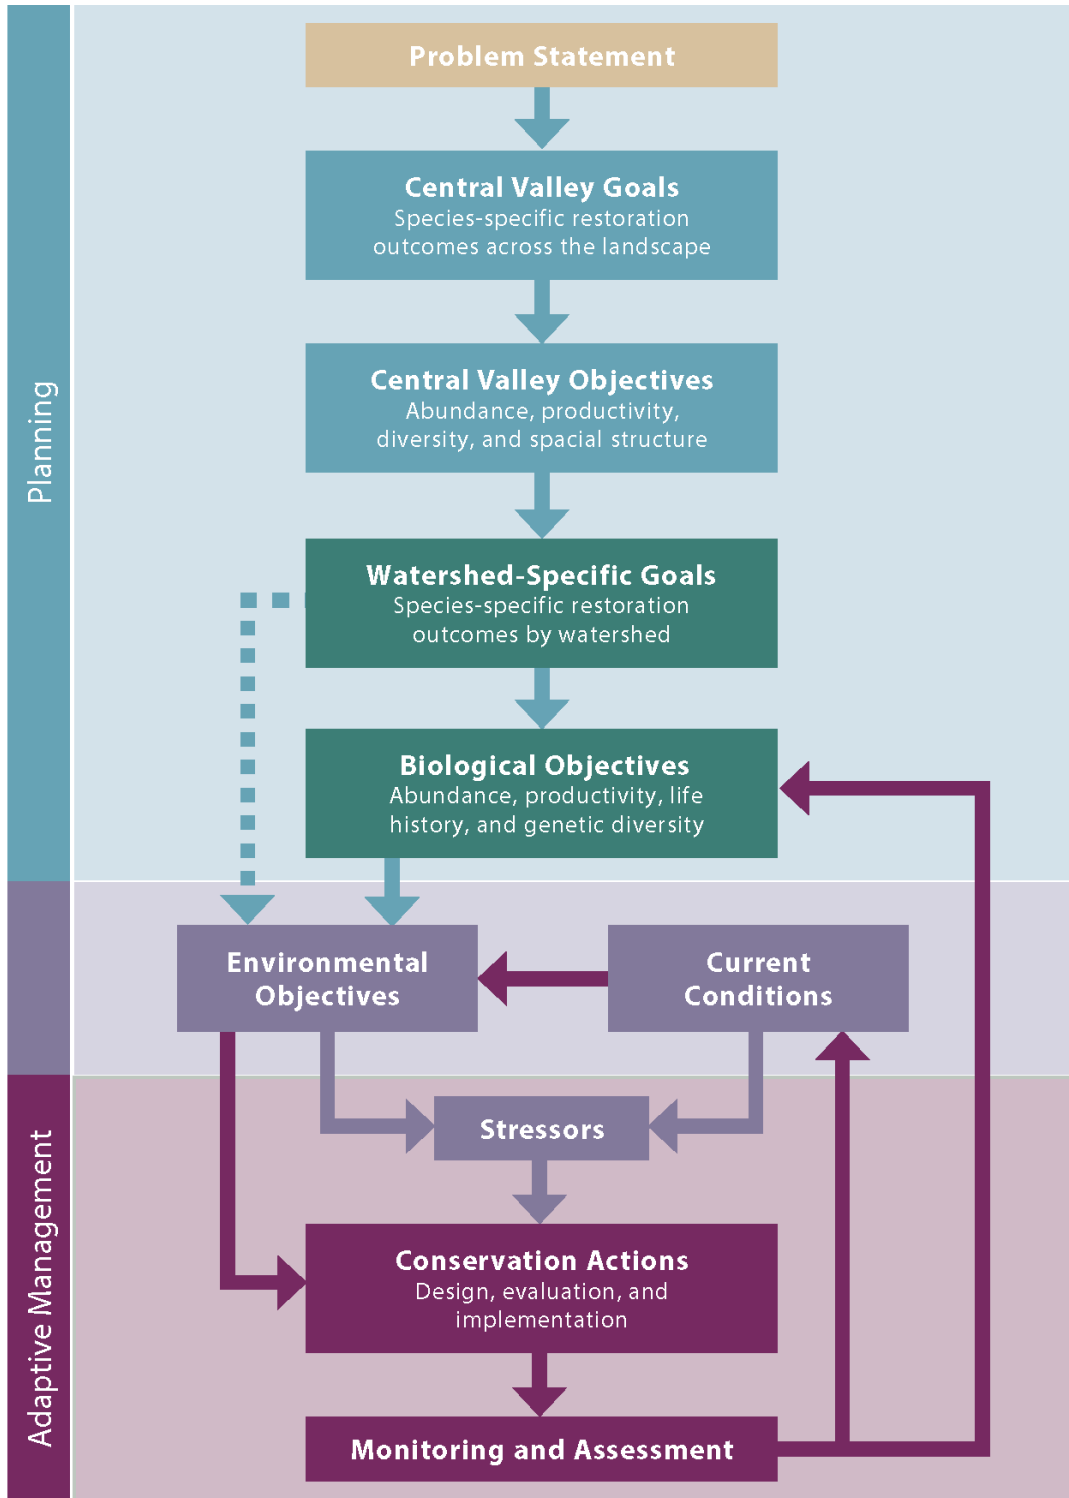 Planning
Problem Statement
Central Valley Goals
Species-specific restoration
outcomes across the landscape
Central Valley Objectives
Abundance, productivity,
diversity, and spacial structure
Watershed-Specific Goals
Species-specific restoration
outcomes by watershed
Biological Objectives
Abundance, productivity, life
history, and genetic diversity
Environmental
Objectives
Current
Conditions
Adaptive Management
Stressors
Conservation Actions
Design, evaluation, and
implementation
Monitoring and Assessment